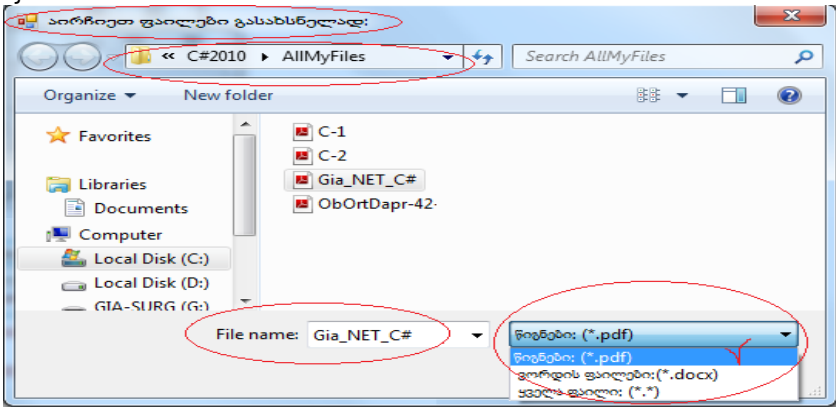 აირჩიეთ ფაილები გასახსნელად:
« C#2010 AllMyFiles
Search AllMyFiles
Organize
New folder
Favorites
Libraries
Documents
Computer
Local Disk (C:)
Local Disk (D:)
GIA-SURG (G:)
C-1
C-2
Gia_NET_C#
ObOrtDapr-42-
File name: Gia_NET_C#
წიგნები: (*.pdf)
წიგნები: (*.pdf)
ვორდის ფაილები:(*.docx)
ყველა ფაილი: (*.*)